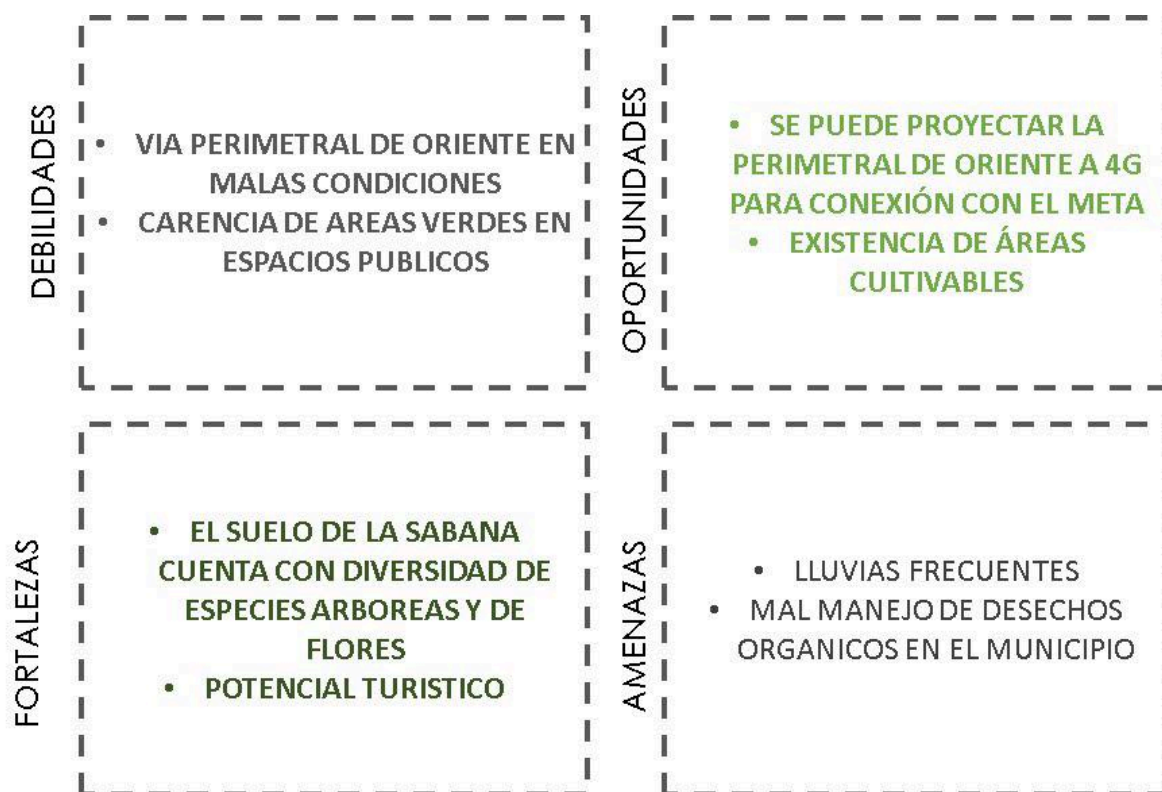 DEBILIDADES
• VIA PERIMETRAL DE ORIENTE EN
MALAS CONDICIONES
• CARENCIA DE AREAS VERDES EN
ESPACIOS PUBLICOS
OPORTUNIDADES
• SE PUEDE PROYECTAR LA
PERIMETRAL DE ORIENTE A 4G
PARA CONEXIÓN CON EL META
• EXISTENCIA DE ÁREAS
CULTIVABLES
FORTALEZAS
• EL SUELO DE LA SABANA
CUENTA CON DIVERSIDAD DE
ESPECIES ARBOREAS Y DE
FLORES
• POTENCIAL TURISTICO
AMENAZAS
• LLUVIAS FRECUENTES
• MAL MANEJO DE DESECHOS
ORGANICOS EN EL MUNICIPIO